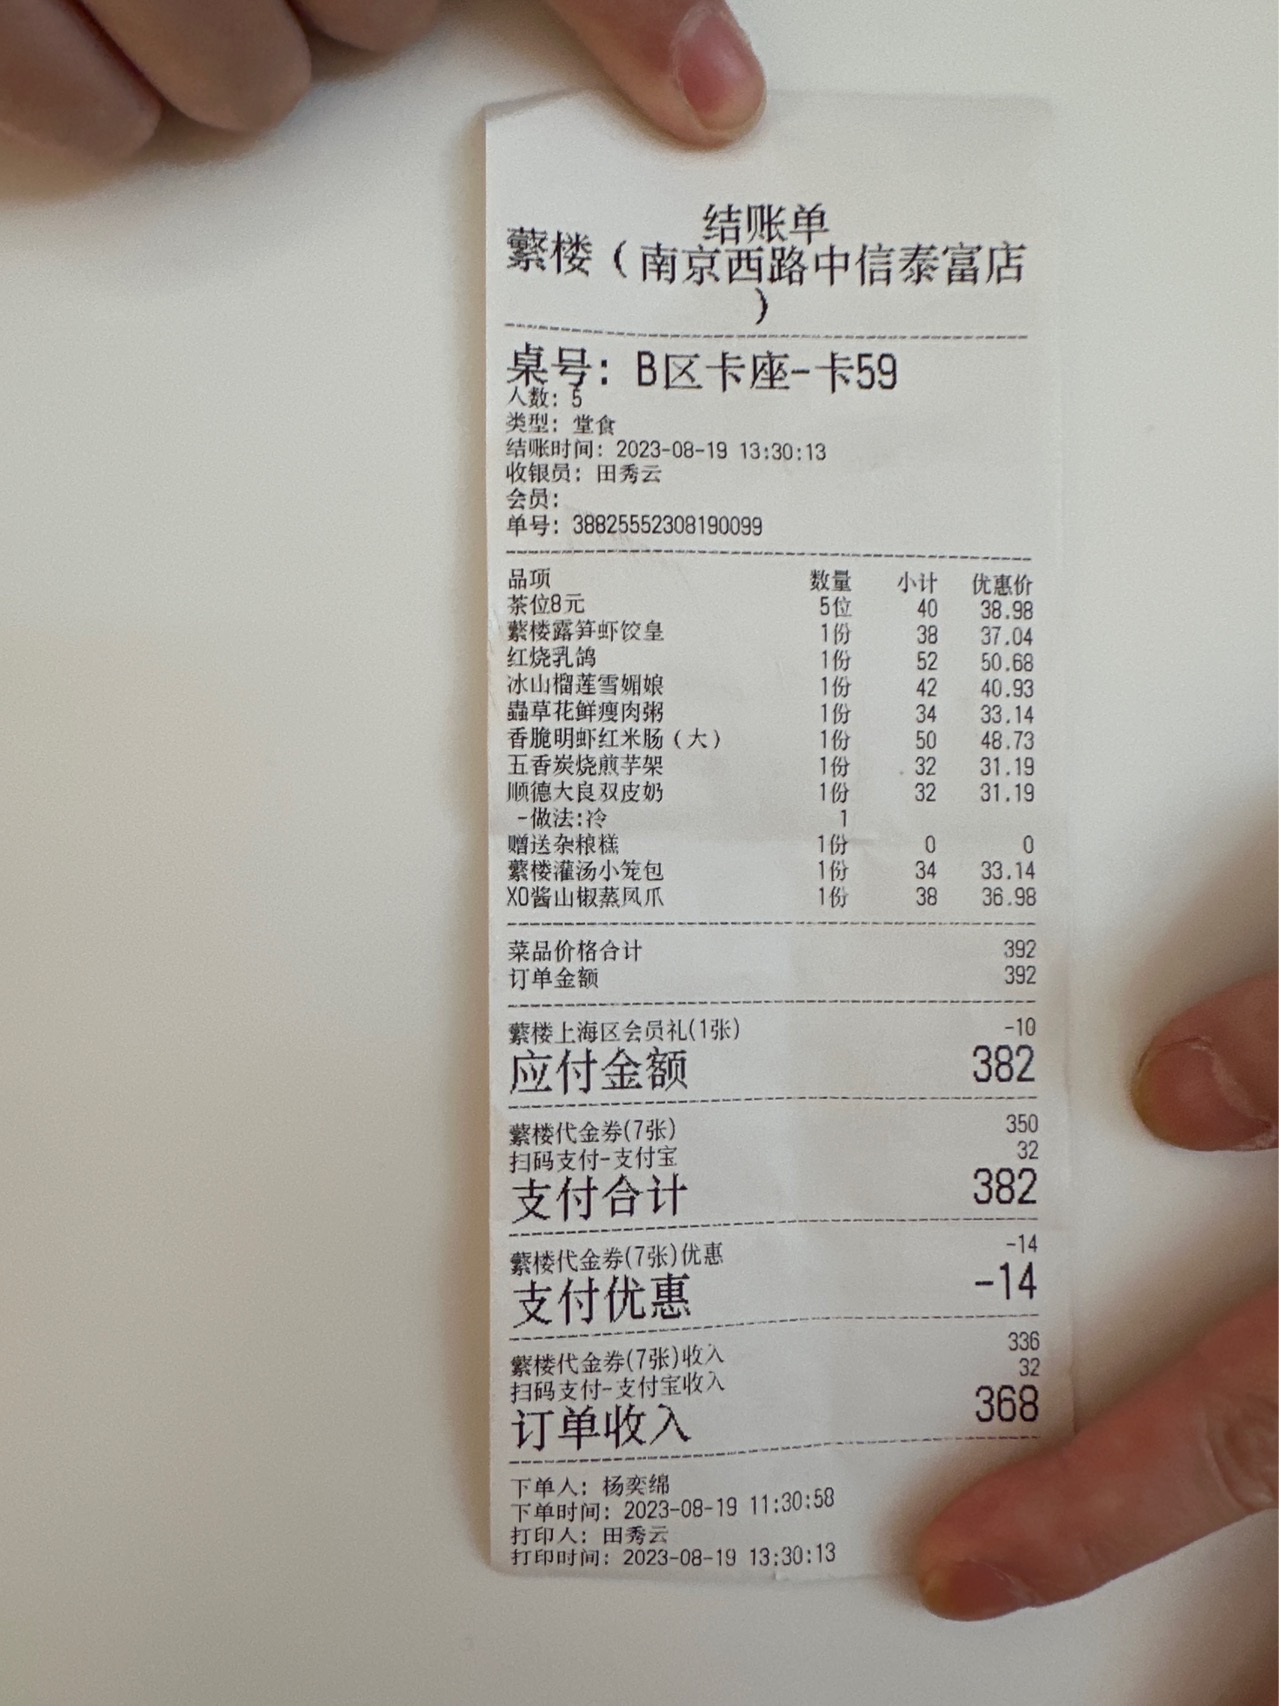 结账单
蘩楼（南京西路中信泰富店
）
桌号: B区卡座-卡59
人数: 5
类型: 堂食
结账时间: 2023-08-19 13:30:13
收银员: 田秀云
会员:
单号: 38825552308190099
品项 数量 小计 优惠价
茶位8元 5位 40 38.98
蘩楼露笋虾饺皇 1份 38 37.04
红烧乳鸽 1份 52 50.68
冰山榴莲雪媚娘 1份 42 40.93
蟲草花鲜瘦肉粥 1份 34 33.14
香脆明虾红米肠（大） 1份 50 48.73
五香炭烧煎芋架 1份 32 31.19
顺德大良双皮奶 1份 32 31.19
-做法:冷 1
赠送杂粮糕 1份 0 0
蘩楼灌汤小笼包 1份 34 33.14
XO酱山椒蒸凤爪 1份 38 36.98
菜品价格合计 392
订单金额 392
蘩楼上海区会员礼(1张) -10
应付金额 382
蘩楼代金券(7张) 350
扫码支付-支付宝 32
支付合计 382
蘩楼代金券(7张)优惠 -14
支付优惠 -14
蘩楼代金券(7张)收入 336
扫码支付-支付宝收入 32
订单收入 368
下单人: 杨奕绵
下单时间: 2023-08-19 11:30:58
打印人: 田秀云
打印时间: 2023-08-19 13:30:13